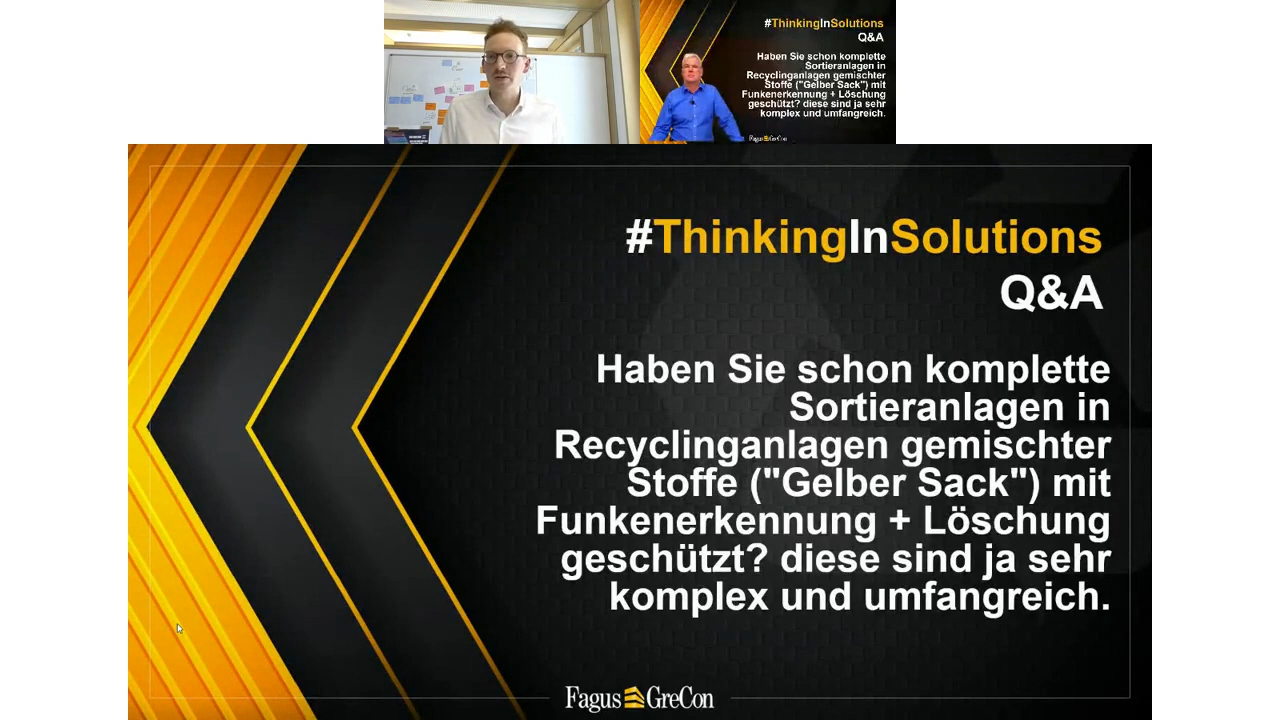 #ThinkingInSolutions
Q&A
Haben Sie schon komplette
Sortieranlagen in
Recyclinganlagen gemischter
Stoffe ("Gelber Sack") mit
Funkenerkennung + Löschung
geschützt? diese sind ja sehr
komplex und umfangreich.
Fagus GreCon
#ThinkingInSolutions
Q&A
Haben Sie schon komplette
Sortieranlagen in
Recyclinganlagen gemischter
Stoffe ("Gelber Sack") mit
Funkenerkennung + Löschung
geschützt? diese sind ja sehr
komplex und umfangreich.
Fagus GreCon